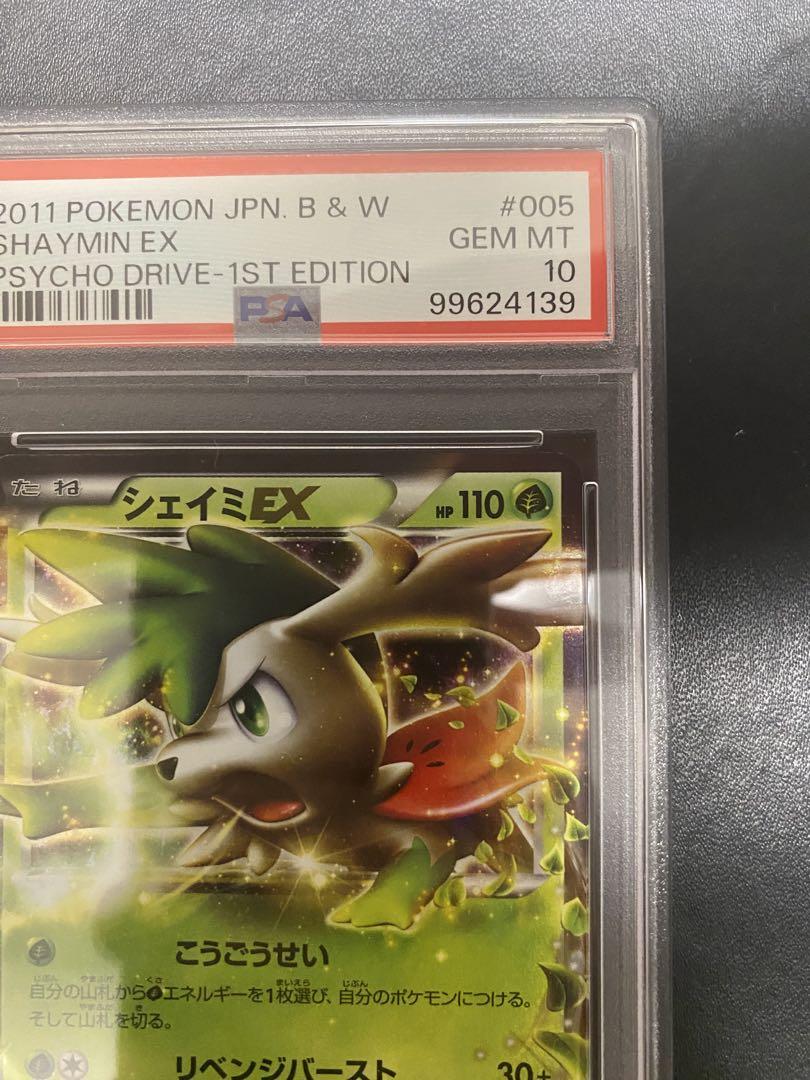 2011 POKEMON JPN. B & W #005
SHAYMIN EX GEM MT
PSYCHO DRIVE-1ST EDITION 10
PSA 99624139
たね シェイミEX HP 110
こうごうせい
自分の山札からエネルギーを1枚選び、自分のポケモンにつける。
そして山札を切る。
リベンジバースト 30+